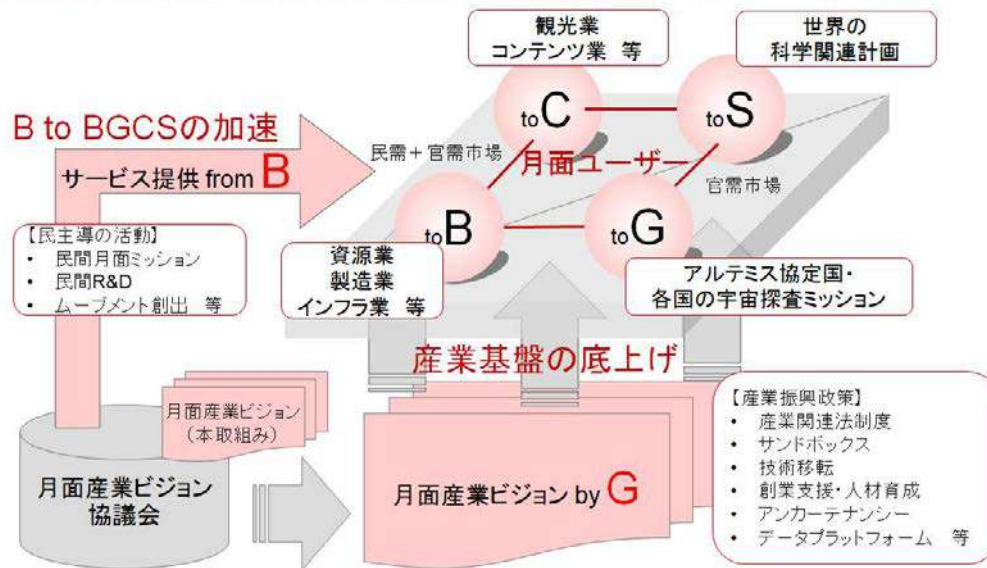 観光業
コンテンツ業 等
世界の
科学関連計画
toC
toS
B to BGCSの加速
サービス提供 from B
民需+官需市場
月面ユーザー
官需市場
toB
toG
【民主導の活動】
• 民間月面ミッション
• 民間R&D
• ムーブメント創出 等
資源業
製造業
インフラ業 等
アルテミス協定国・
各国の宇宙探査ミッション
産業基盤の底上げ
月面産業ビジョン
(本取組み)
月面産業ビジョン
協議会
月面産業ビジョン by G
【産業振興政策】
• 産業関連法制度
• サンドボックス
• 技術移転
• 創業支援・人材育成
• アンカーテナンシー
• データプラットフォーム 等